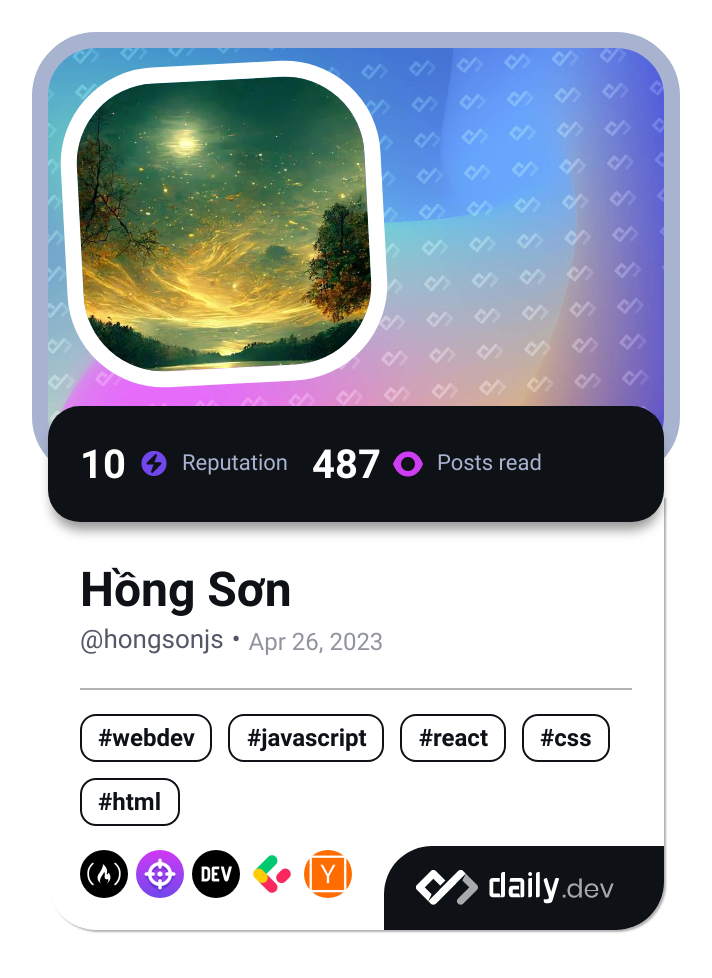 10 Reputation 487 Posts read
Hồng Sơn
@hongsonjs • Apr 26, 2023
#webdev #javascript #react #css
#html
DEV Y daily.dev